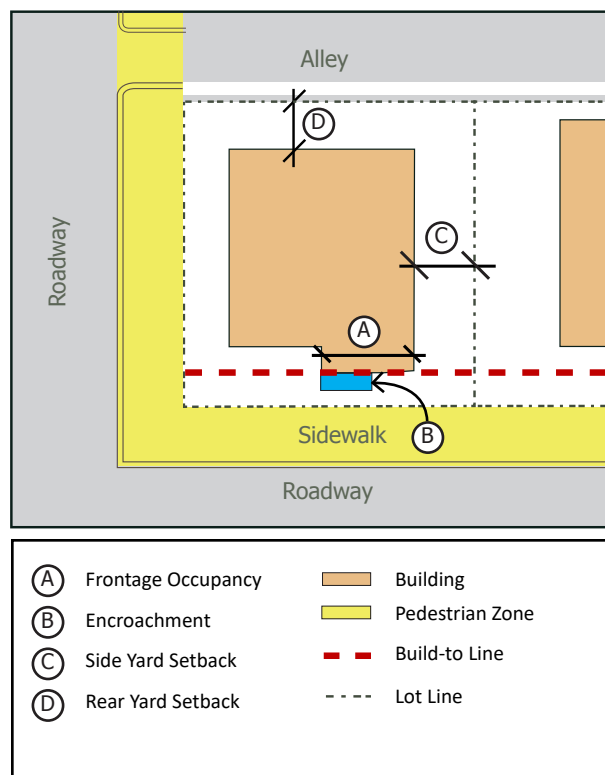 Alley
D
C
Roadway
A
Sidewalk
B
Roadway
A Frontage Occupancy
B Encroachment
C Side Yard Setback
D Rear Yard Setback
Building
Pedestrian Zone
Build-to Line
Lot Line